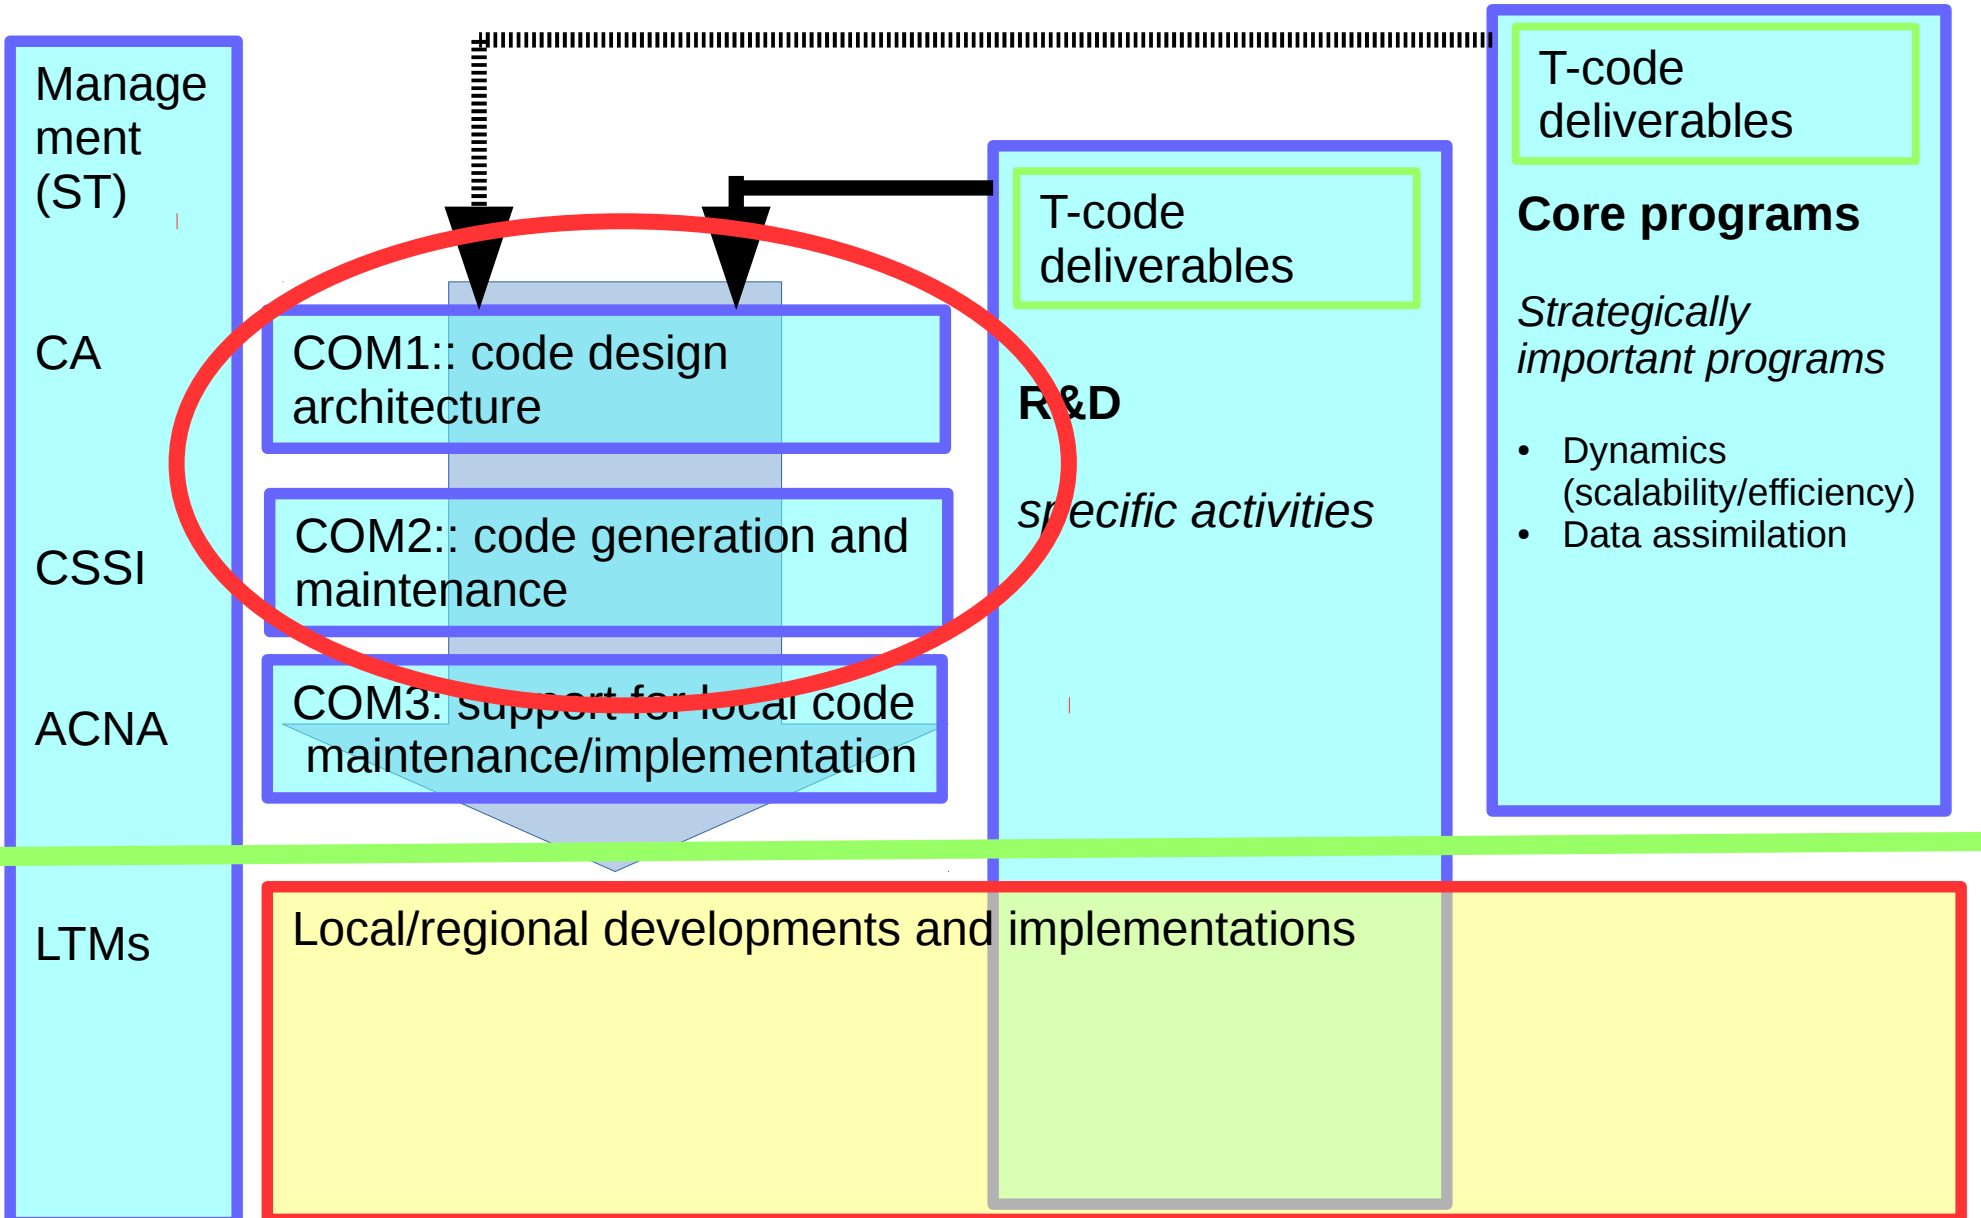 Manage
ment
(ST)
CA
CSSI
ACNA
LTMs
COM1:: code design
architecture
COM2:: code generation and
maintenance
COM3: support for local code
maintenance/implementation
T-code
deliverables
R&D
specific activities
T-code
deliverables
Core programs
Strategically
important programs
• Dynamics
(scalability/efficiency)
• Data assimilation
Local/regional developments and implementations